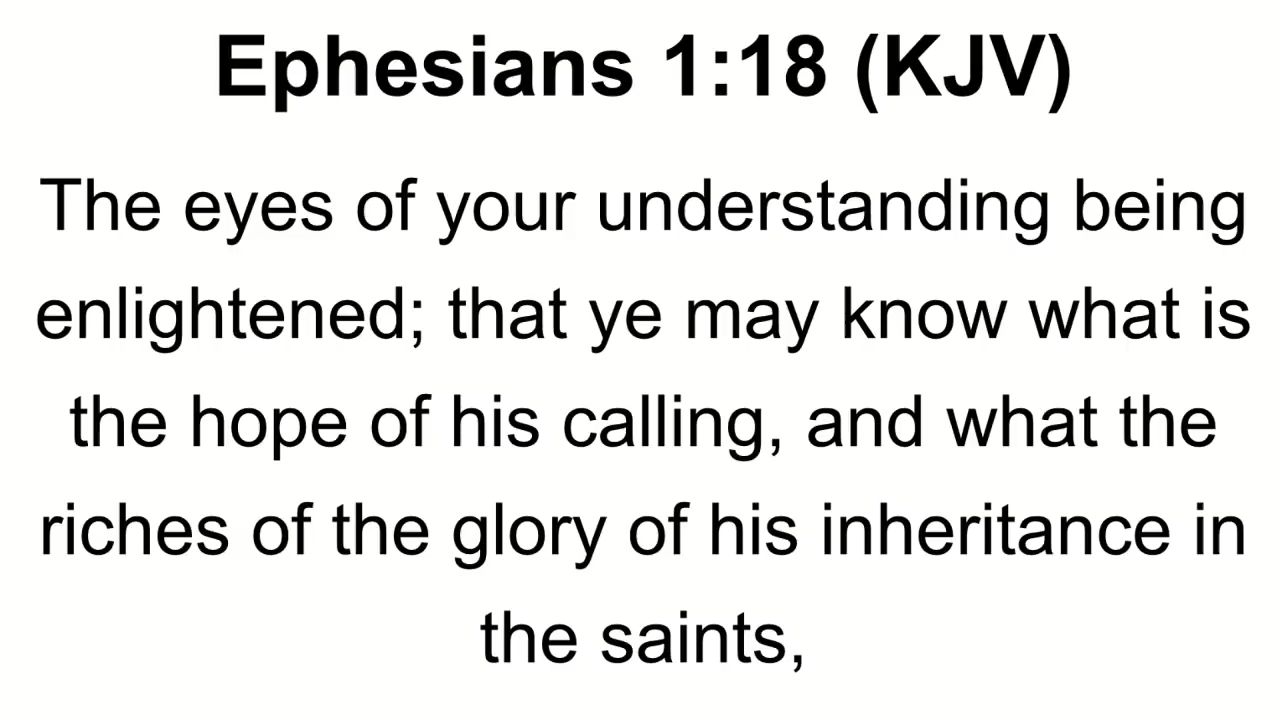 Ephesians 1:18 (KJV)
The eyes of your understanding being
enlightened; that ye may know what is
the hope of his calling, and what the
riches of the glory of his inheritance in
the saints,